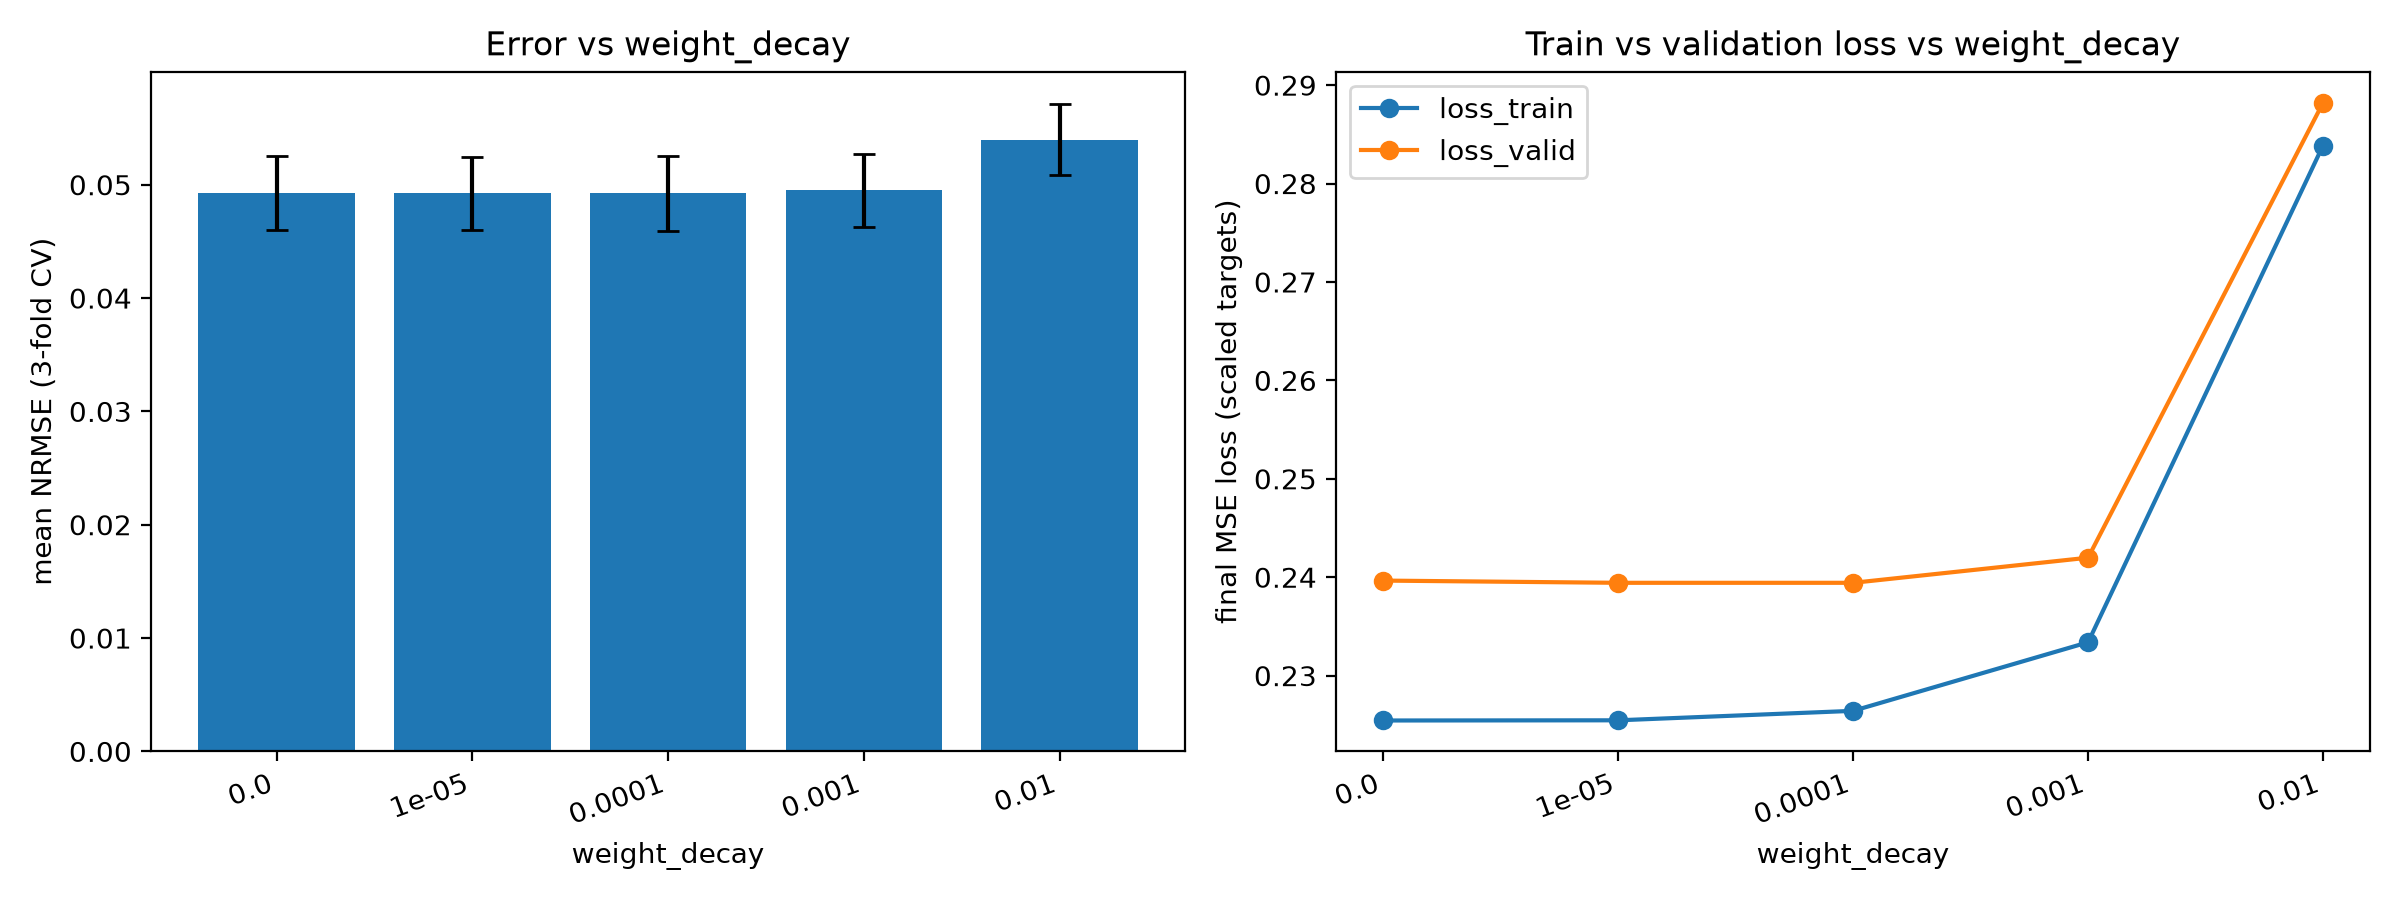 Error vs weight_decay
mean NRMSE (3-fold CV)
0.05
0.04
0.03
0.02
0.01
0.00
0.0
1e-05
0.0001
0.001
0.01
weight_decay
Train vs validation loss vs weight_decay
loss_train
loss_valid
final MSE loss (scaled targets)
0.29
0.28
0.27
0.26
0.25
0.24
0.23
0.0
1e-05
0.0001
0.001
0.01
weight_decay